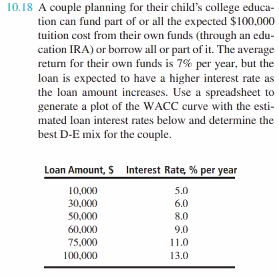 10.18 A couple planning for their child's college educa-
tion can fund part of or all the expected $100,000
tuition cost from their own funds (through an edu-
cation IRA) or borrow all or part of it. The average
return for their own funds is 7% per year, but the
loan is expected to have a higher interest rate as
the loan amount increases. Use a spreadsheet to
generate a plot of the WACC curve with the esti-
mated loan interest rates below and determine the
best D-E mix for the couple.
Loan Amount, $ Interest Rate, % per year
10,000 5.0
30,000 6.0
50,000 8.0
60,000 9.0
75,000 11.0
100,000 13.0